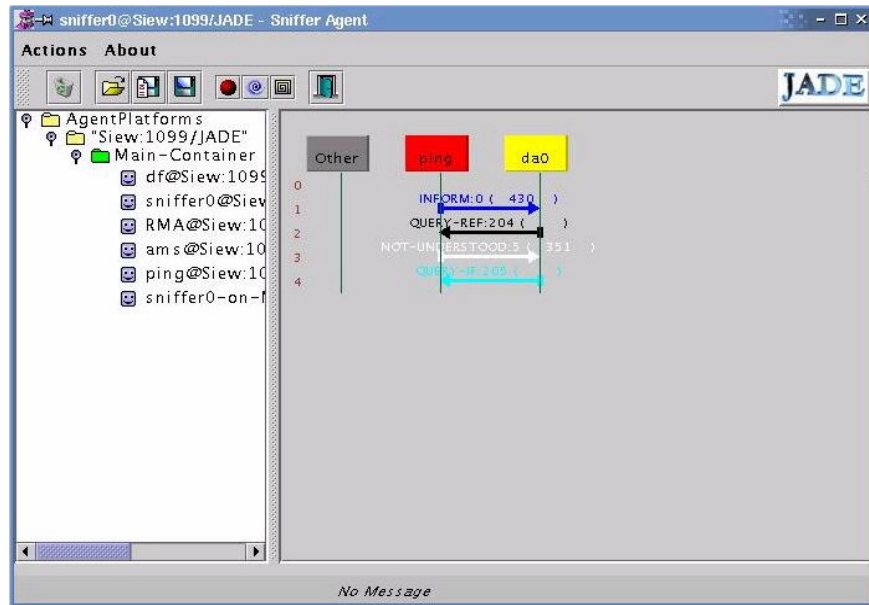 sniffer0@Siew:1099/JADE - Sniffer Agent
Actions About
JADE
AgentPlatforms
"Siew:1099/JADE"
Main-Container
df@Siew:1099
sniffer0@Siew
RMA@Siew:10
ams@Siew:10
ping@Siew:10
sniffer0-on-
Other ping da0
0
INFORM:0 ( 430 )
1
QUERY-REF:204 ( )
2
NOT-UNDERSTOOD:5 ( 351 )
3
QUERY-IF:205 ( )
4
No Message